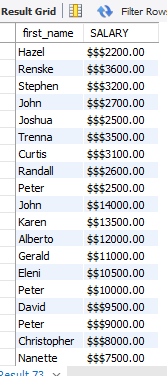 Result Grid Filter Rows
first_name SALARY
Hazel $$$2200.00
Renske $$$3600.00
Stephen $$$3200.00
John $$$2700.00
Joshua $$$2500.00
Trenna $$$3500.00
Curtis $$$3100.00
Randall $$$2600.00
Peter $$$2500.00
John $$14000.00
Karen $$13500.00
Alberto $$12000.00
Gerald $$11000.00
Eleni $$10500.00
Peter $$10000.00
David $$$9500.00
Peter $$$9000.00
Christopher $$$8000.00
Nanette $$$7500.00
Result 73